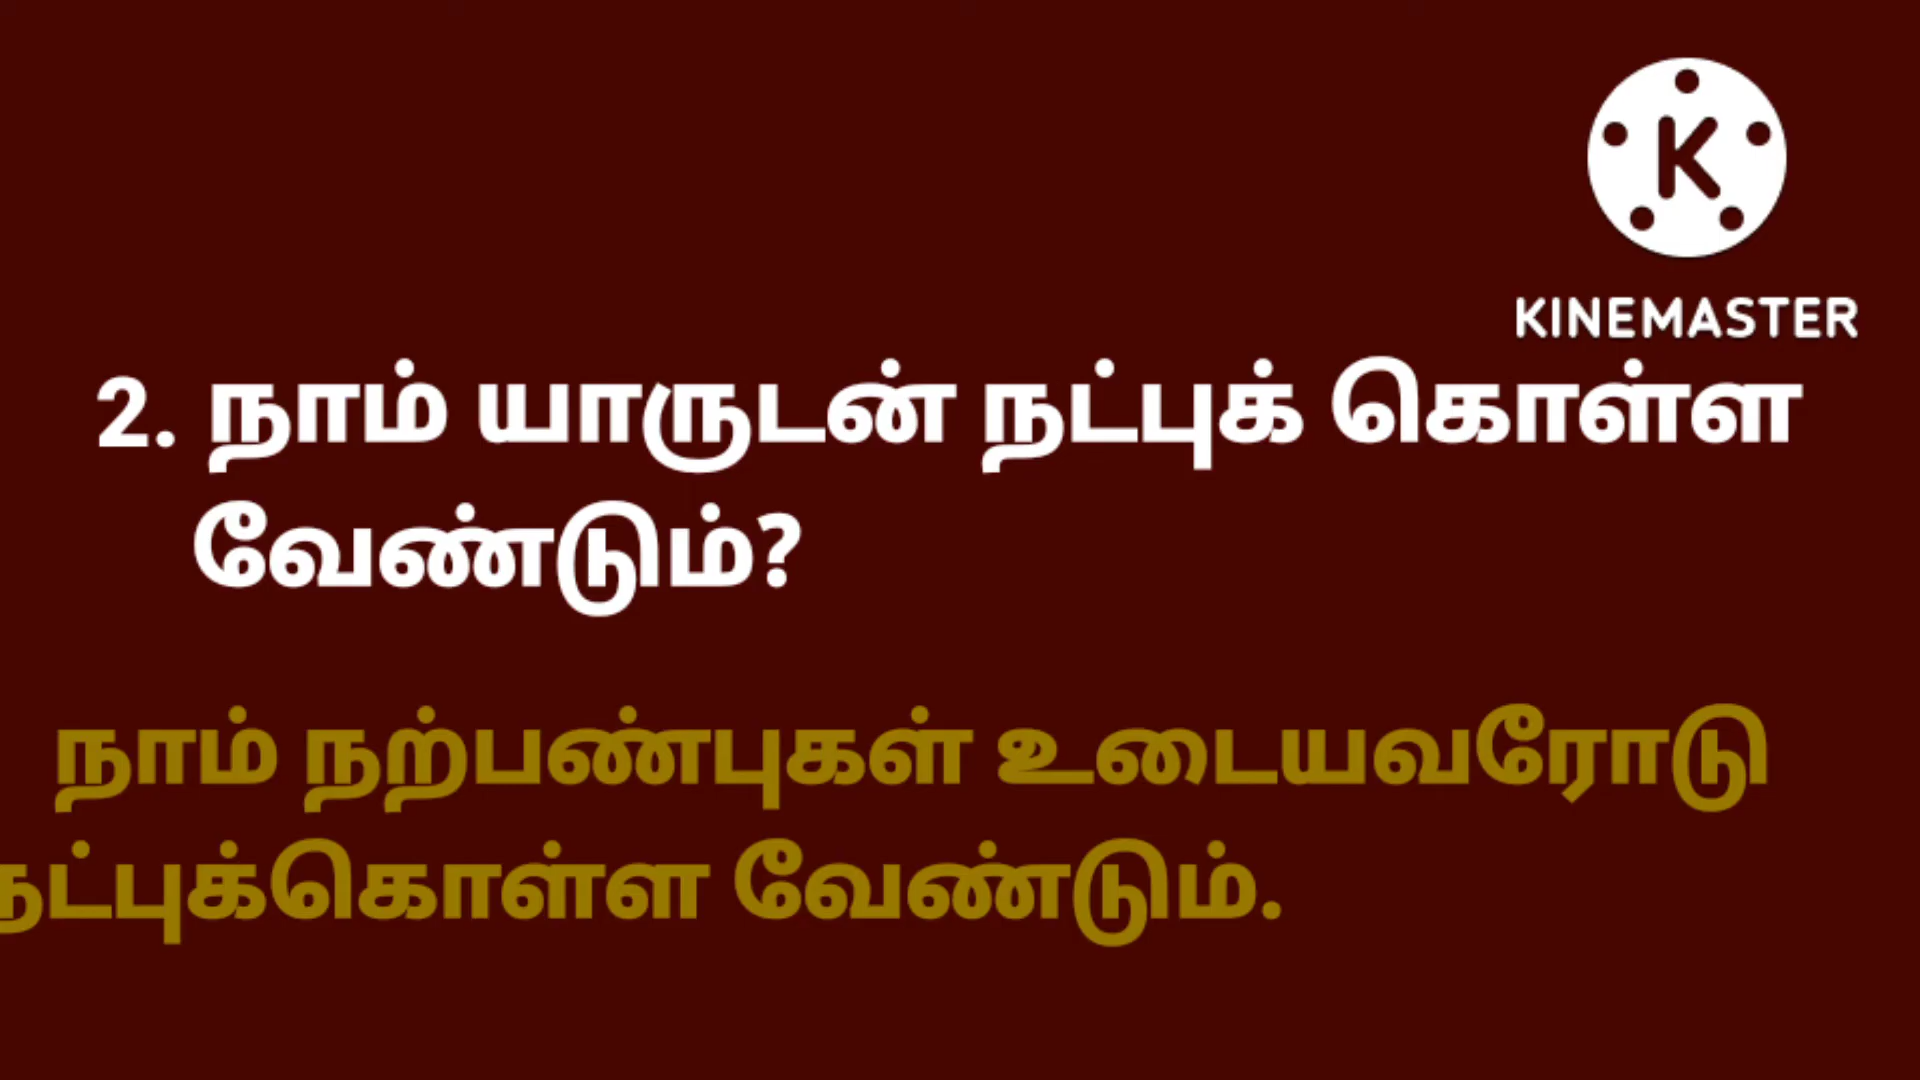 K
KINEMASTER
2. நாம் யாருடன் நட்புக் கொள்ள
வேண்டும்?
நாம் நற்பண்புகள் உடையவரோடு
நட்புக்கொள்ள வேண்டும்.